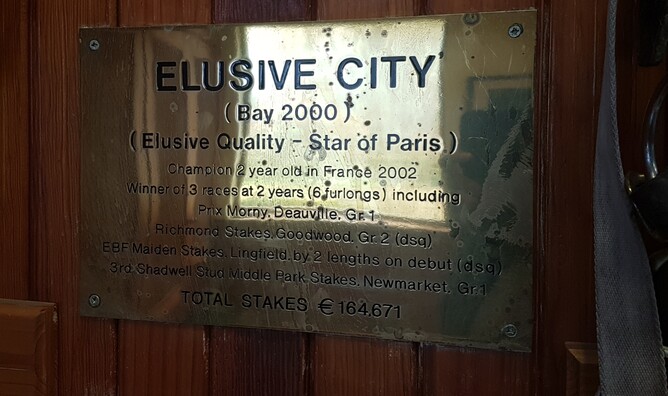 ELUSIVE CITY
(Bay 2000)
(Elusive Quality - Star of Paris)
Champion 2 year old in France 2002
Winner of 3 races at 2 years (6 furlongs) including
Prix Morny, Deauville, Gr.1
Richmond Stakes, Goodwood, Gr.2 (dsq)
EBF Maiden Stakes, Lingfield, by 2 lengths on debut (dsq)
3rd Shadwell Stud Middle Park Stakes, Newmarket, Gr.1
TOTAL STAKES € 164,671